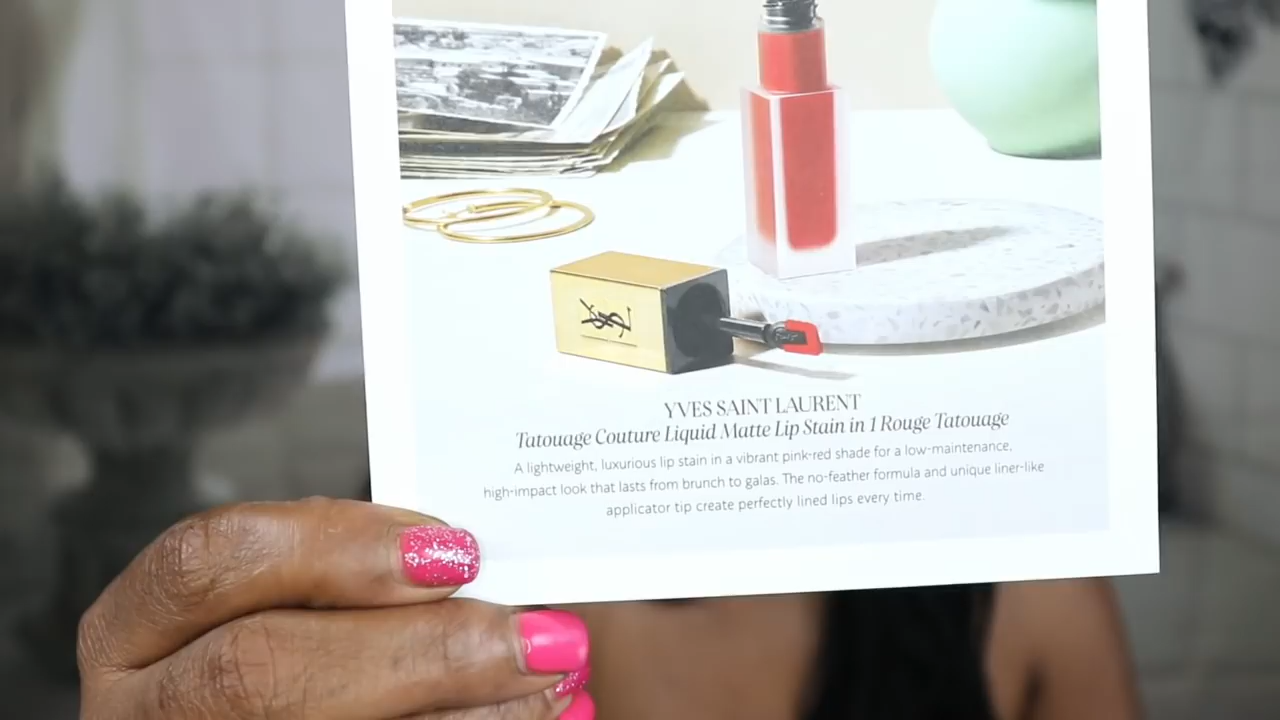 YSL
YVES SAINT LAURENT
Tatouage Couture Liquid Matte Lip Stain in 1 Rouge Tatouage
A lightweight, luxurious lip stain in a vibrant pink-red shade for a low-maintenance,
high-impact look that lasts from brunch to galas. The no-feather formula and unique liner-like
applicator tip create perfectly lined lips every time.